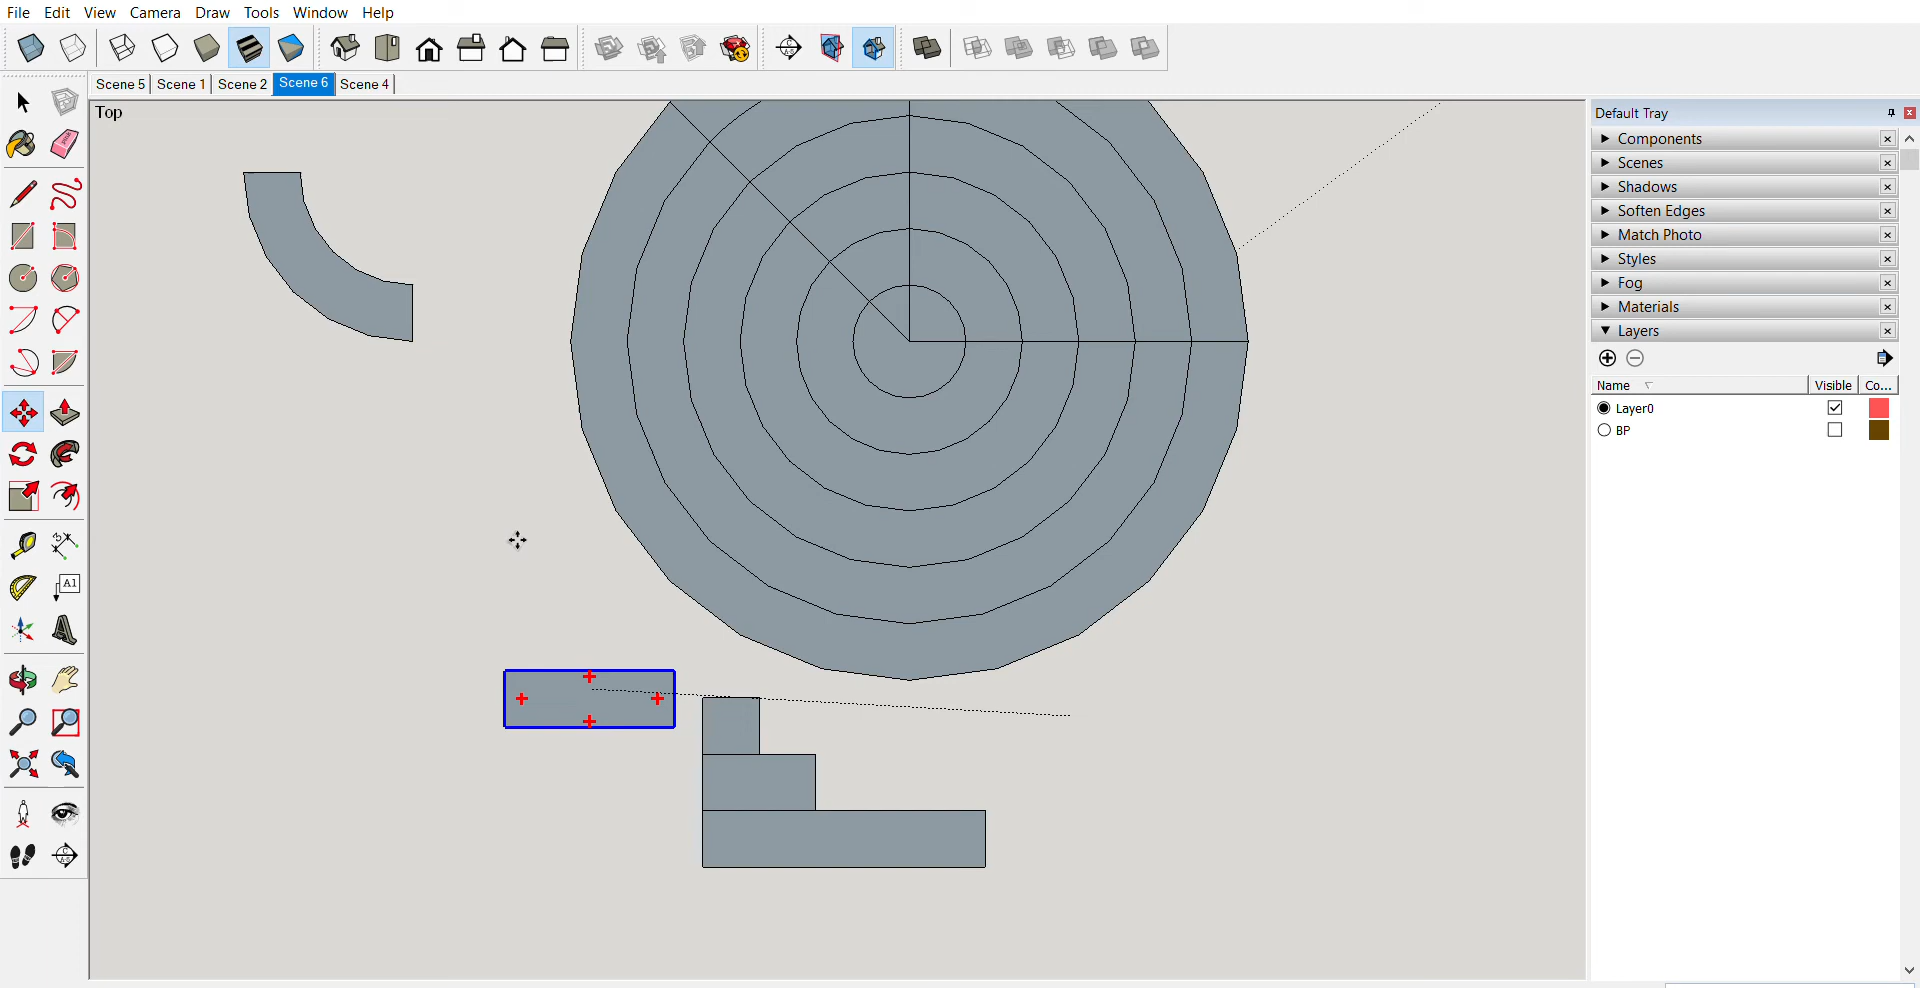 File Edit View Camera Draw Tools Window Help
Scene 5 Scene 1 Scene 2 Scene 6 Scene 4
Top
Default Tray
Components
Scenes
Shadows
Soften Edges
Match Photo
Styles
Fog
Materials
Layers
Name Visible Co...
Layer0
BP
A1